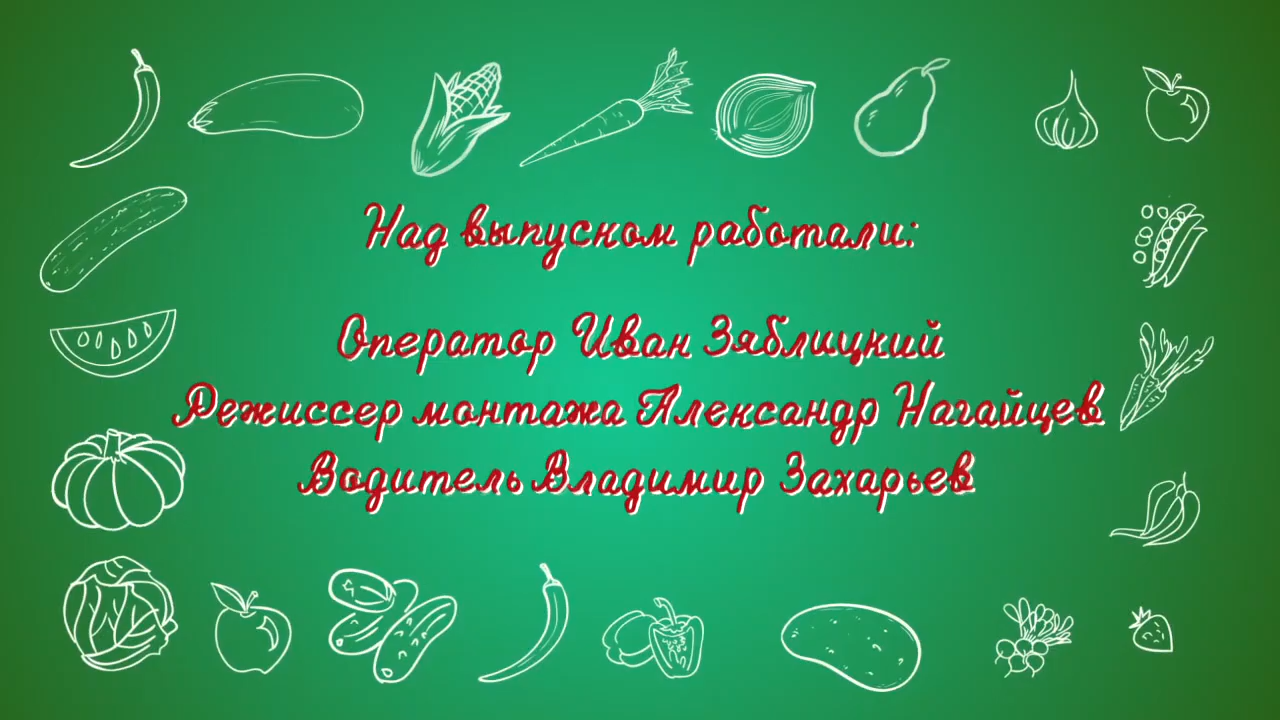 Над выпуском работали:
Оператор Иван Зяблицкий
Режиссер монтажа Александр Нагайцев
Водитель Владимир Захарьев